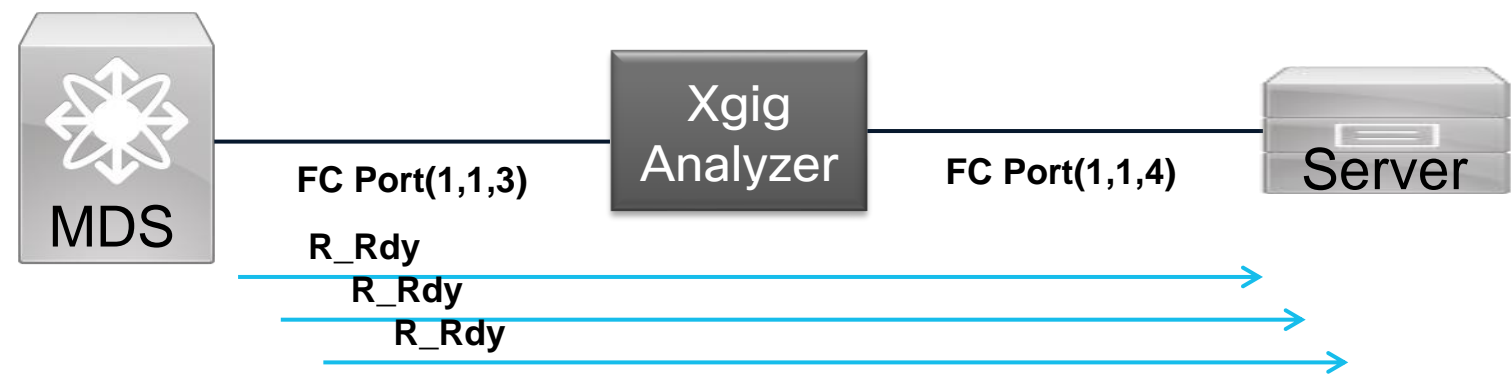 MDS
FC Port(1,1,3)
Xgig
Analyzer
FC Port(1,1,4)
Server
R_Rdy
R_Rdy
R_Rdy